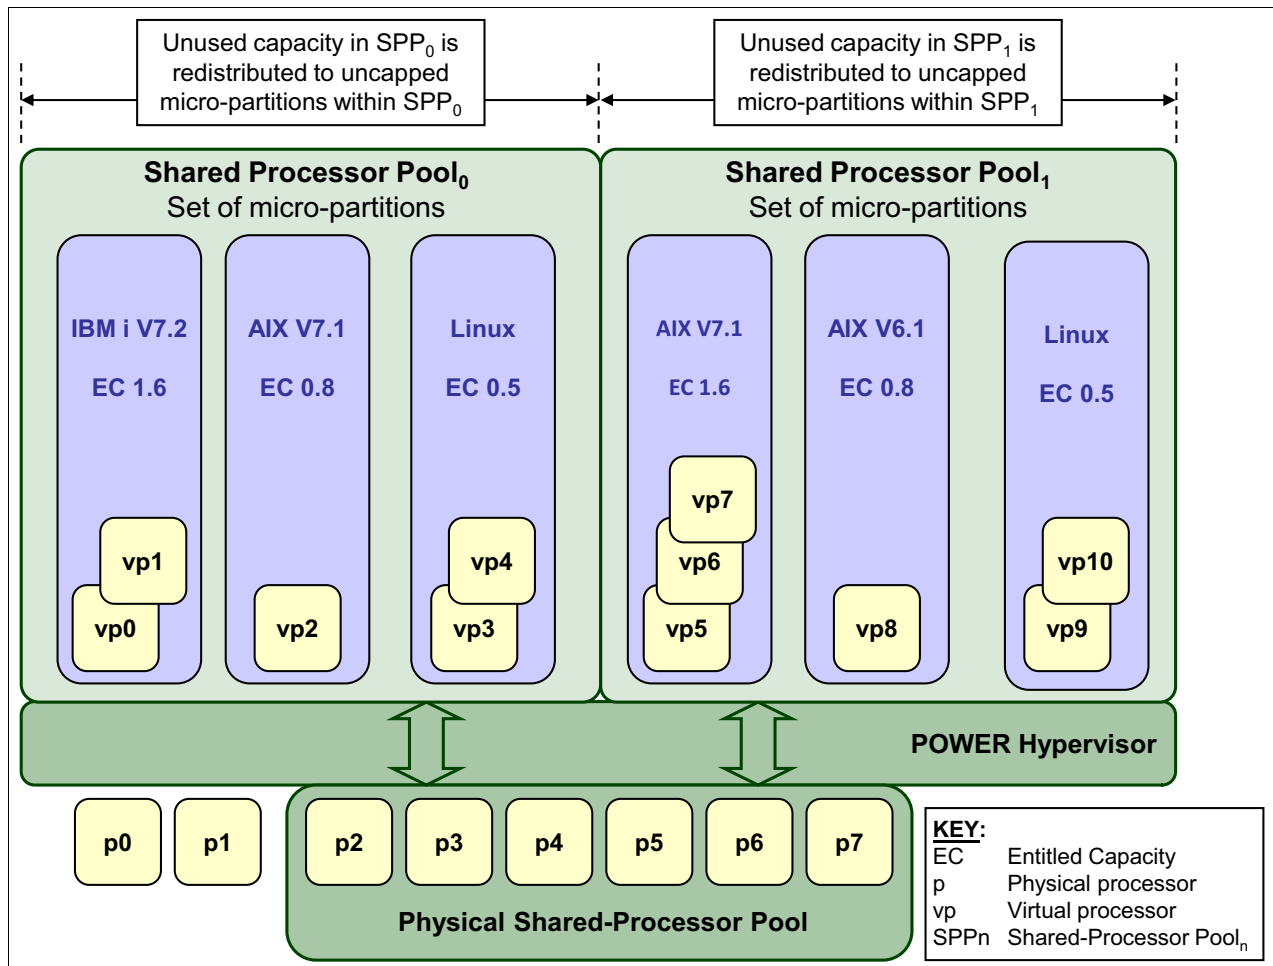 Unused capacity in SPP0 is
redistributed to uncapped
micro-partitions within SPP0
Unused capacity in SPP1 is
redistributed to uncapped
micro-partitions within SPP1
Shared Processor Pool0
Set of micro-partitions
Shared Processor Pool1
Set of micro-partitions
IBM i V7.2
EC 1.6
AIX V7.1
EC 0.8
Linux
EC 0.5
AIX V7.1
EC 1.6
AIX V6.1
EC 0.8
Linux
EC 0.5
vp1
vp0
vp2
vp4
vp3
vp7
vp6
vp5
vp8
vp10
vp9
POWER Hypervisor
p0
p1
p2
p3
p4
p5
p6
p7
Physical Shared-Processor Pool
KEY:
EC Entitled Capacity
p Physical processor
vp Virtual processor
SPPn Shared-Processor Pooln